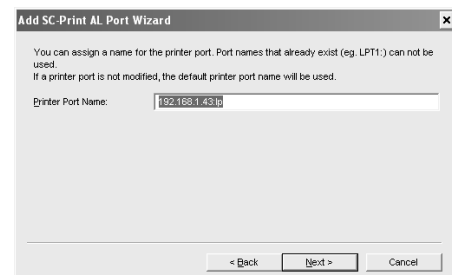 Add SC-Print AL Port Wizard
You can assign a name for the printer port. Port names that already exist (eg. LPT1:) can not be
used.
If a printer port is not modified, the default printer port name will be used.
Printer Port Name:
192.168.1.43:lp
< Back
Next >
Cancel